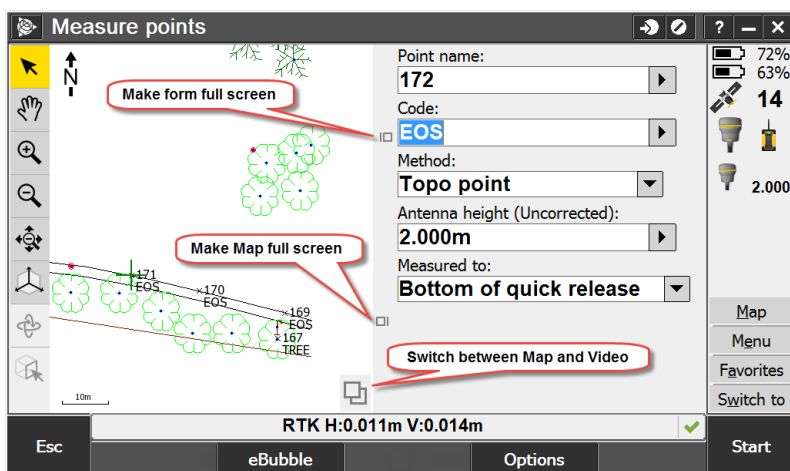 Measure points
?
N
Make form full screen
Point name:
172
Code:
EOS
Method:
Topo point
Antenna height (Uncorrected):
2.000m
Measured to:
Bottom of quick release
Make Map full screen
171
EOS
170
EOS
169
EOS
167
TREE
Switch between Map and Video
10m
72%
63%
14
2.000
Map
Menu
Favorites
Switch to
RTK H:0.011m V:0.014m
Esc
eBubble
Options
Start